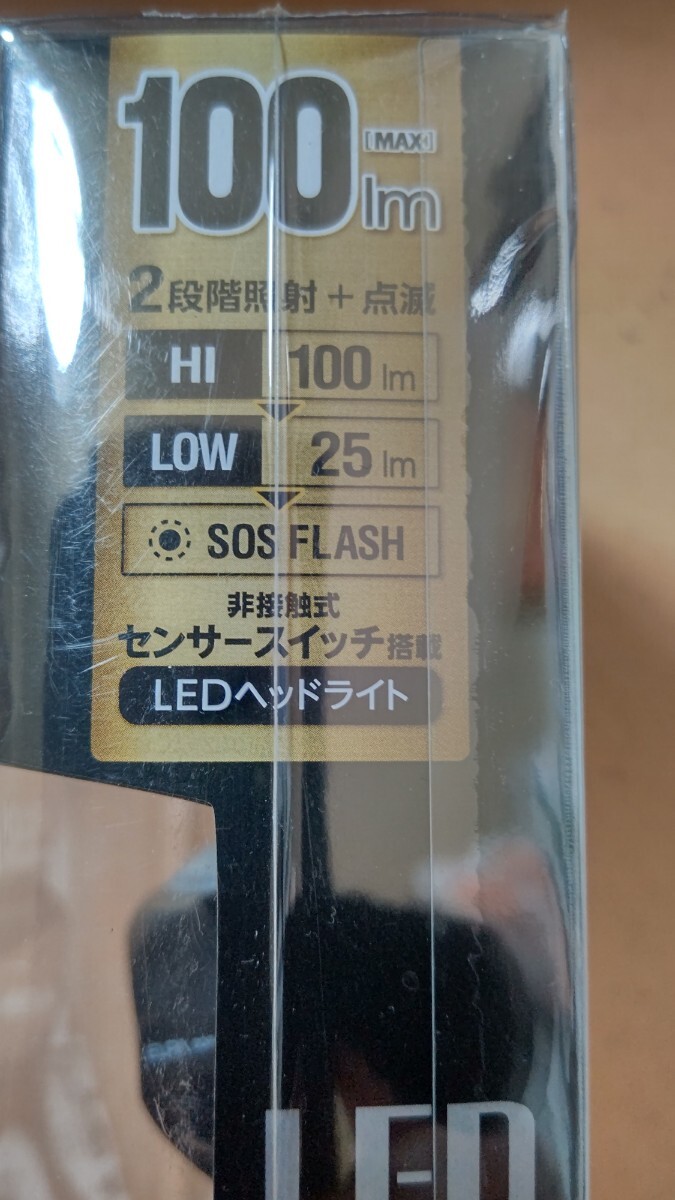 100 [MAX] lm
2段階照射＋点滅
HI 100 lm
LOW 25 lm
SOS FLASH
非接触式
センサースイッチ搭載
LEDヘッドライト
LED